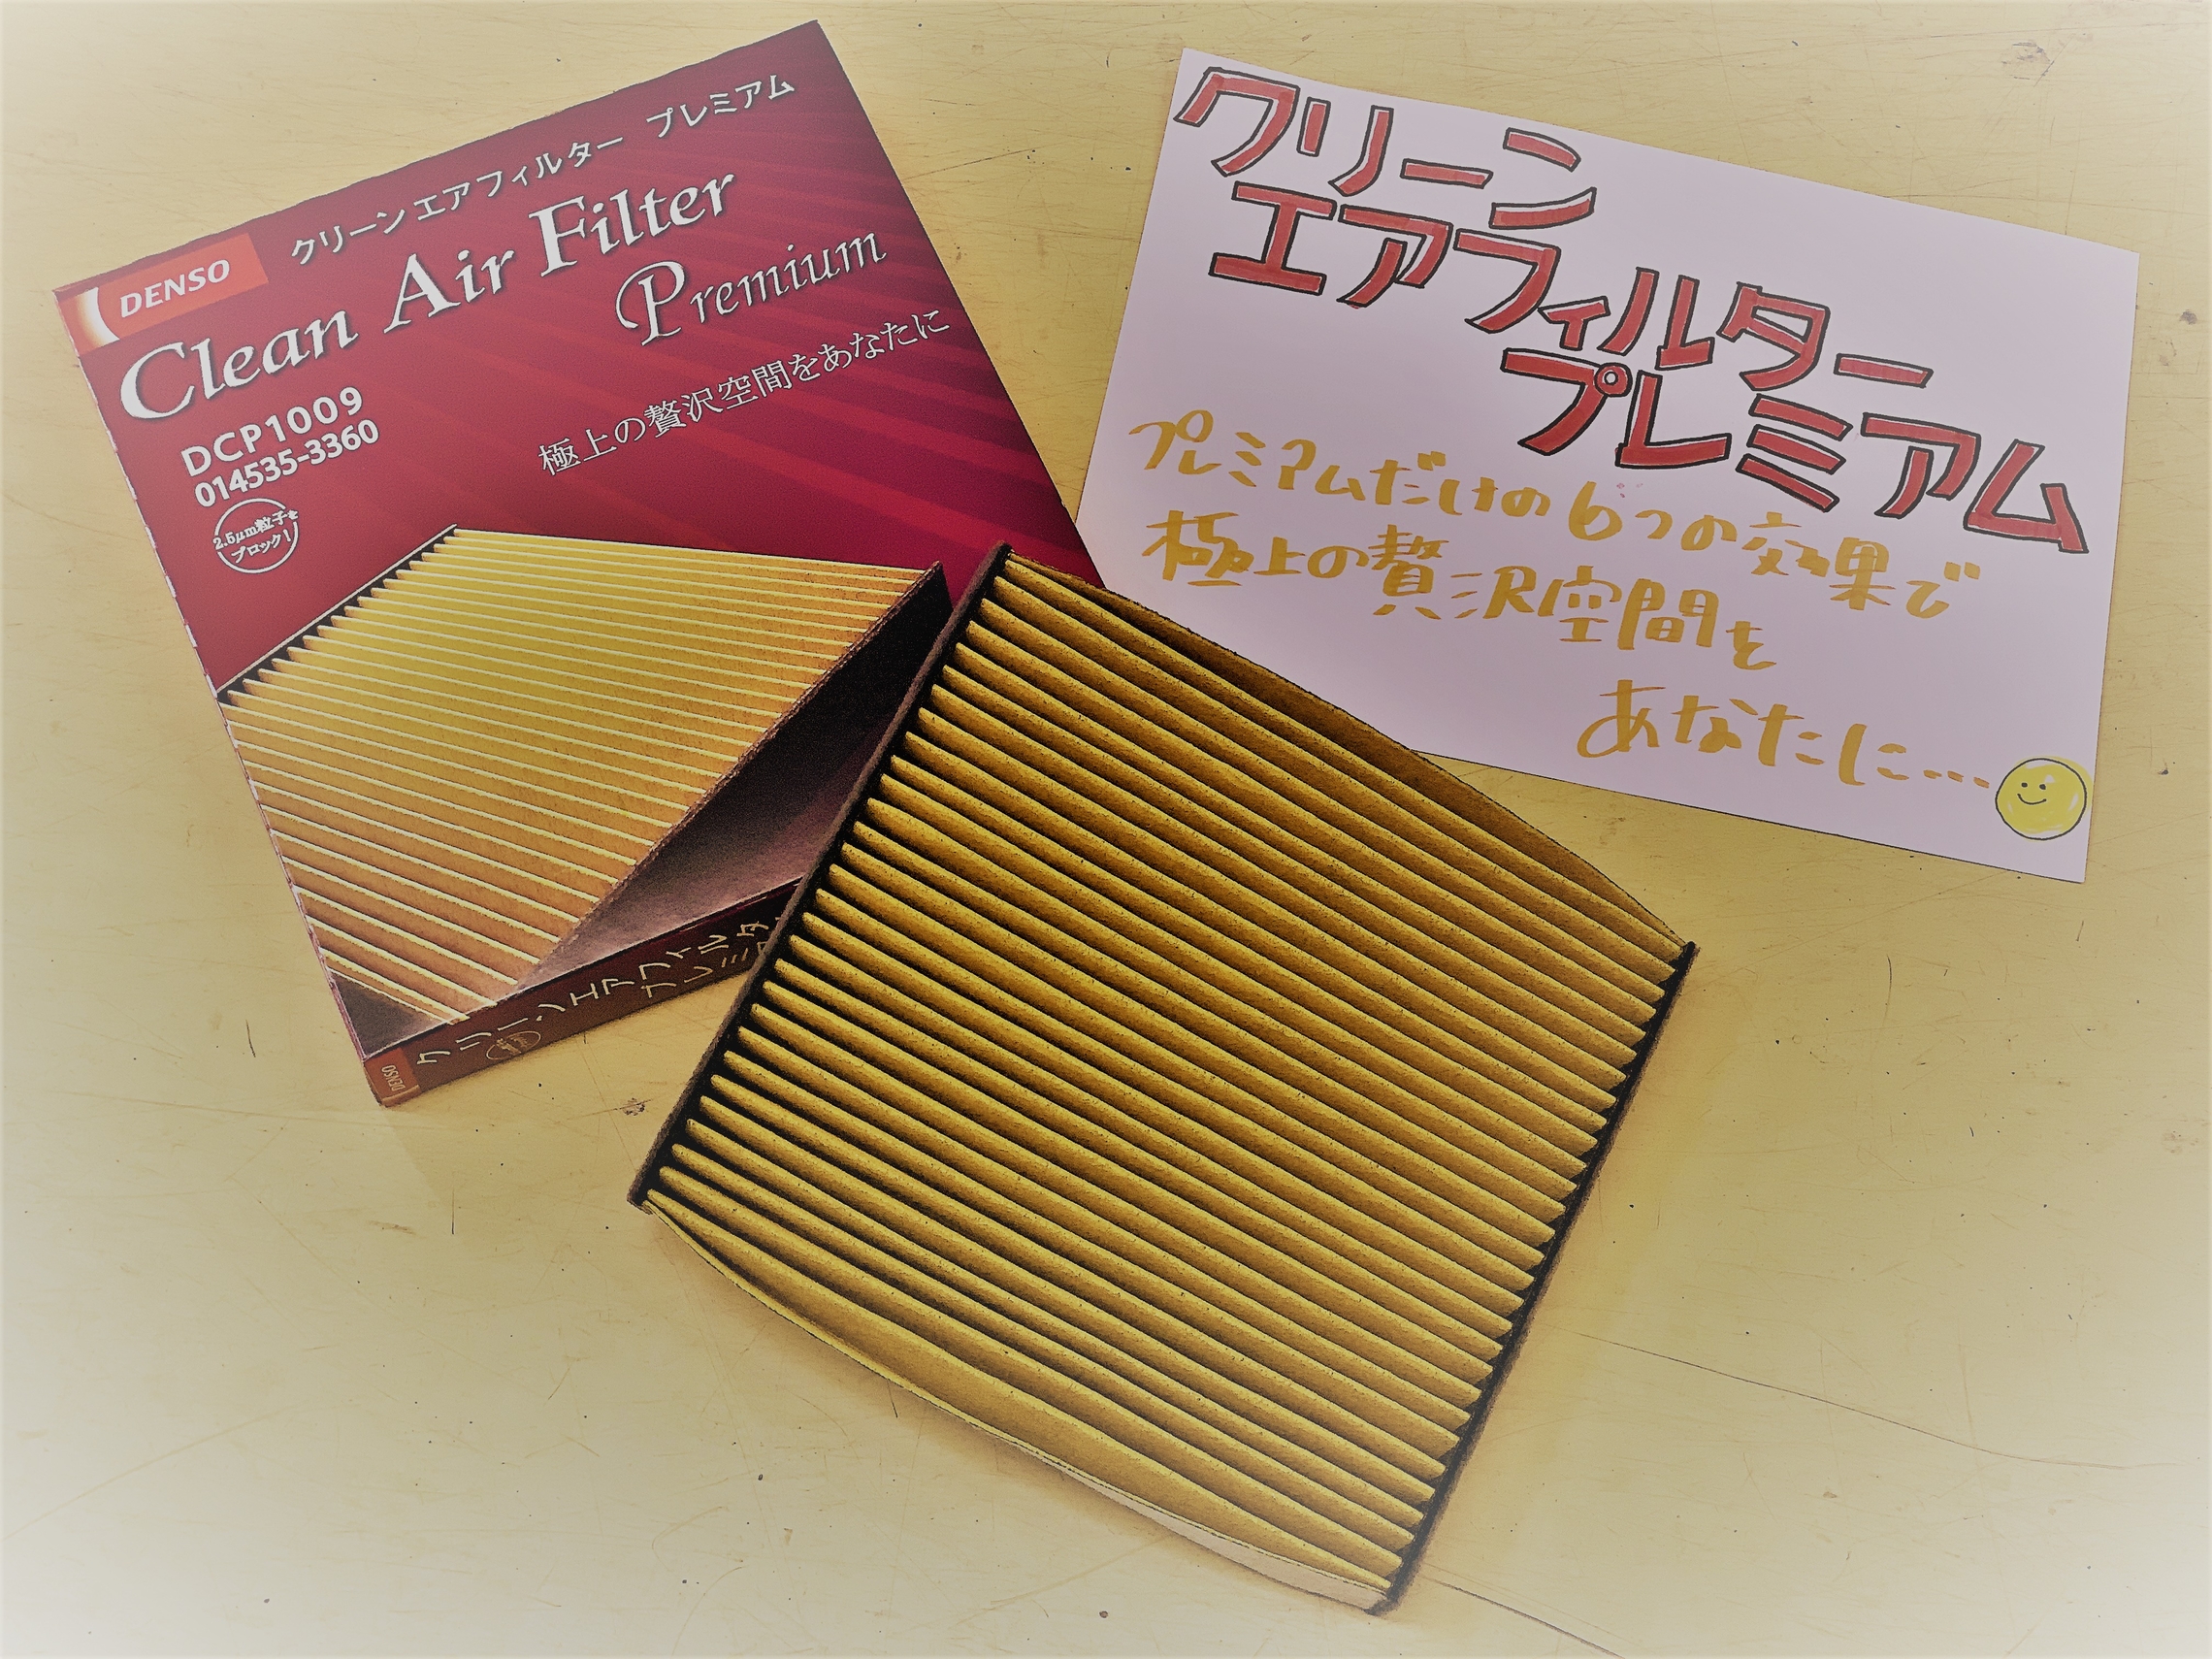 クリーンエアフィルター プレミアム
DENSO
Clean Air Filter
Premium
極上の贅沢空間をあなたに
DCP1009
014535-3360
2.5μm粒子を
ブロック!
クリーンエアフィルタ
プレミア
DENSO
クリーン
エアフィルター
プレミアム
プレミアムだけの6つの効果で
極上の贅沢空間を
あなたに…